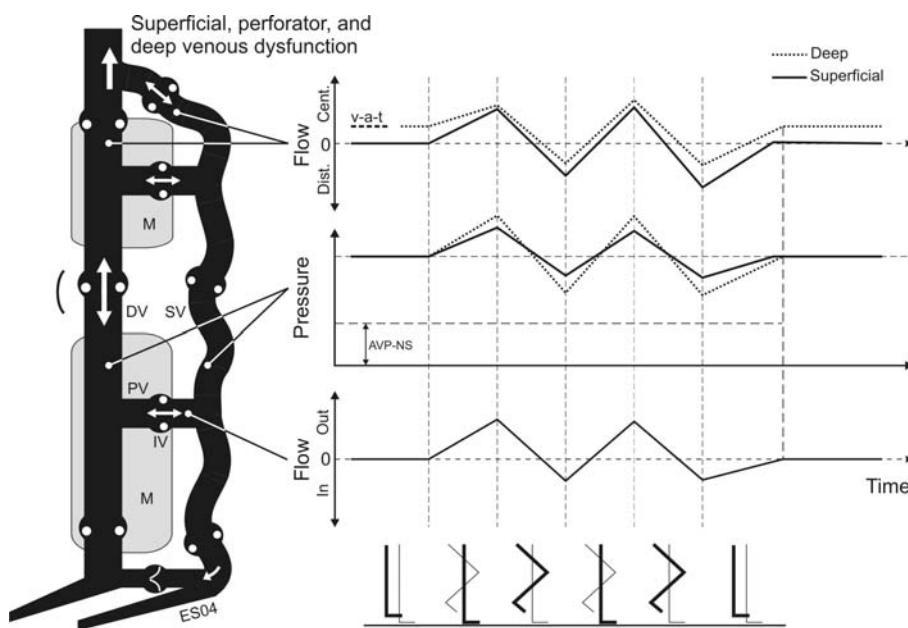 Superficial, perforator, and
deep venous dysfunction
Deep
Superficial
v-a-t
Flow
Cent.
0
Dist.
M
DV
SV
Pressure
AVP-NS
PV
IV
M
Flow
Out
0
In
Time
ES04